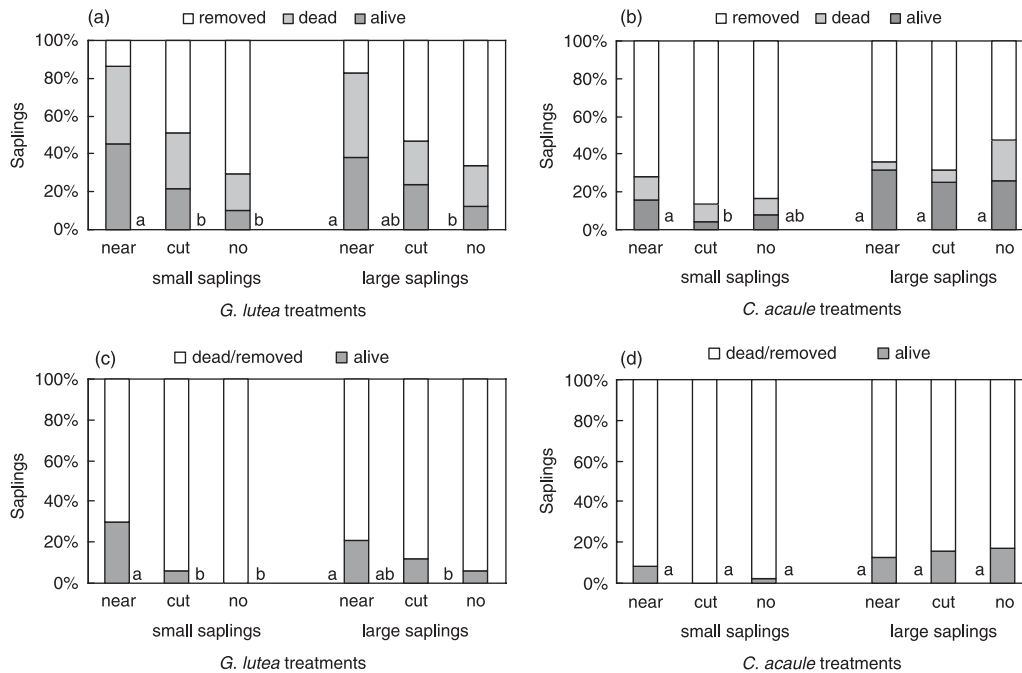 (a) removed dead alive
100%
80%
60%
40%
20%
0%
Saplings
a b b a ab b
near cut no near cut no
small saplings large saplings
G. lutea treatments
(b) removed dead alive
100%
80%
60%
40%
20%
0%
Saplings
a b ab a a a
near cut no near cut no
small saplings large saplings
C. acaule treatments
(c) dead/removed alive
100%
80%
60%
40%
20%
0%
Saplings
a b b a ab b
near cut no near cut no
small saplings large saplings
G. lutea treatments
(d) dead/removed alive
100%
80%
60%
40%
20%
0%
Saplings
a a a a a a
near cut no near cut no
small saplings large saplings
C. acaule treatments